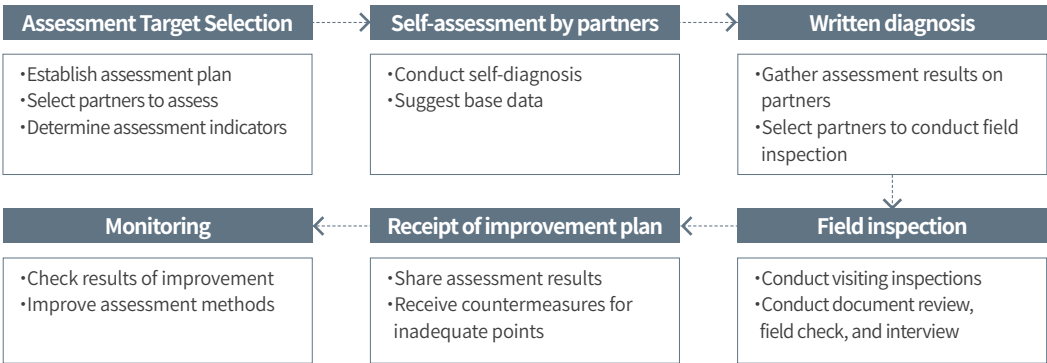 Assessment Target Selection
・Establish assessment plan
・Select partners to assess
・Determine assessment indicators
Self-assessment by partners
・Conduct self-diagnosis
・Suggest base data
Written diagnosis
・Gather assessment results on
partners
・Select partners to conduct field
inspection
Field inspection
・Conduct visiting inspections
・Conduct document review,
field check, and interview
Receipt of improvement plan
・Share assessment results
・Receive countermeasures for
inadequate points
Monitoring
・Check results of improvement
・Improve assessment methods